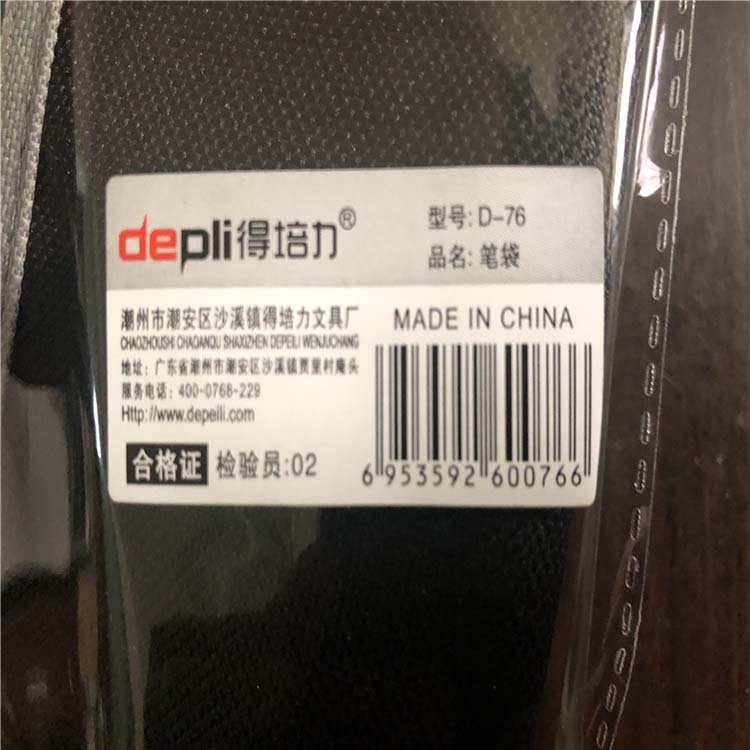 depli得培力®
型号: D-76
品名: 笔袋
潮州市潮安区沙溪镇得培力文具厂
CHAOZHOUSHI CHAOANQU SHAXIZHEN DEPEILI WENJUCHANG
地址: 广东省潮州市潮安区沙溪镇贾里村庵头
服务电话: 400-0768-229
Http://www.depeili.com
合格证 检验员:02
MADE IN CHINA
6 953592 600766